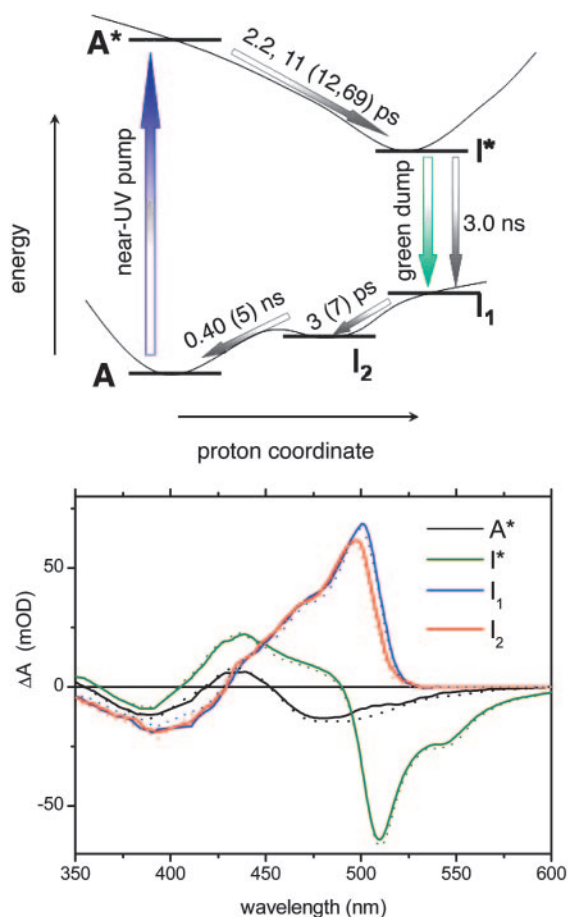 A*
2.2, 11 (12,69) ps
I*
energy
near-UV pump
green dump
3.0 ns
0.40 (5) ns
3 (7) ps
I₁
A
I₂
proton coordinate
A*
I*
I₁
I₂
ΔA (mOD)
50
0
-50
350 400 450 500 550 600
wavelength (nm)